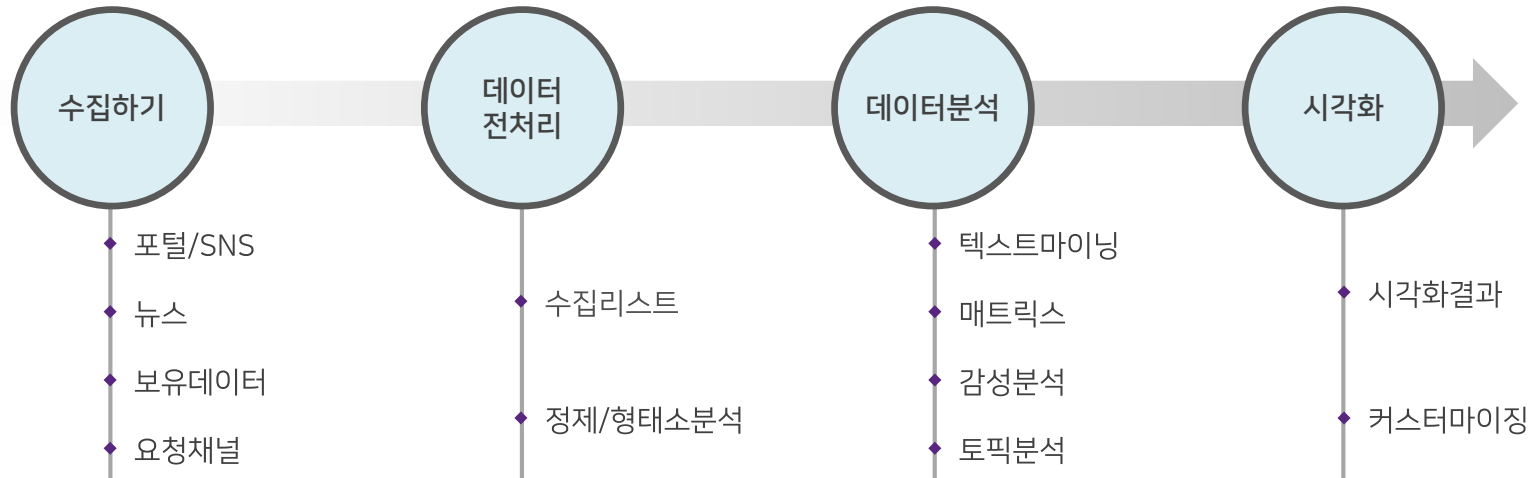 수집하기
포털/SNS
뉴스
보유데이터
요청채널
데이터
전처리
수집리스트
정제/형태소분석
데이터분석
텍스트마이닝
매트릭스
감성분석
토픽분석
시각화
시각화결과
커스터마이징